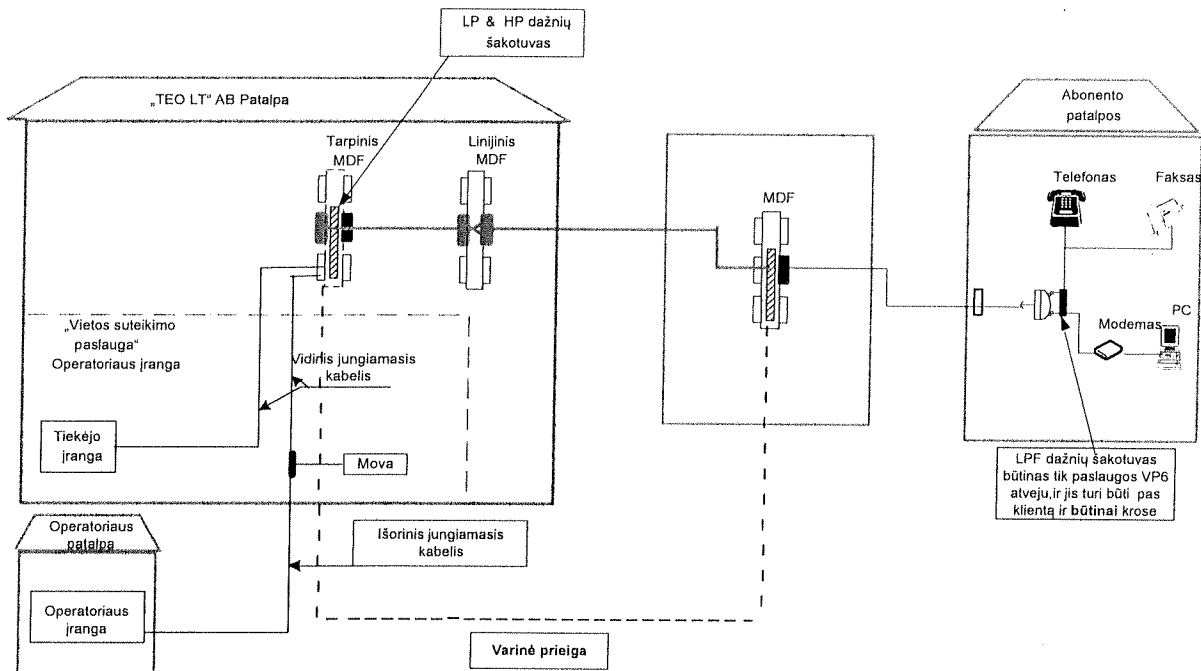 LP & HP dažnių
šakotuvas
„TEO LT“ AB Patalpa
Abonento
patalpos
Tarpinis
MDF
Linijinis
MDF
MDF
Telefonas
Faksas
„Vietos suteikimo
paslauga“
Operatoriaus įranga
Vidinis jungiamasis
kabelis
Modemas
PC
Tiekėjo
įranga
Mova
LPF dažnių šakotuvas
būtinas tik paslaugos VP6
atveju,ir jis turi būti pas
klientą ir būtinai krose
Operatoriaus
patalpa
Išorinis jungiamasis
kabelis
Operatoriaus
įranga
Varinė prieiga